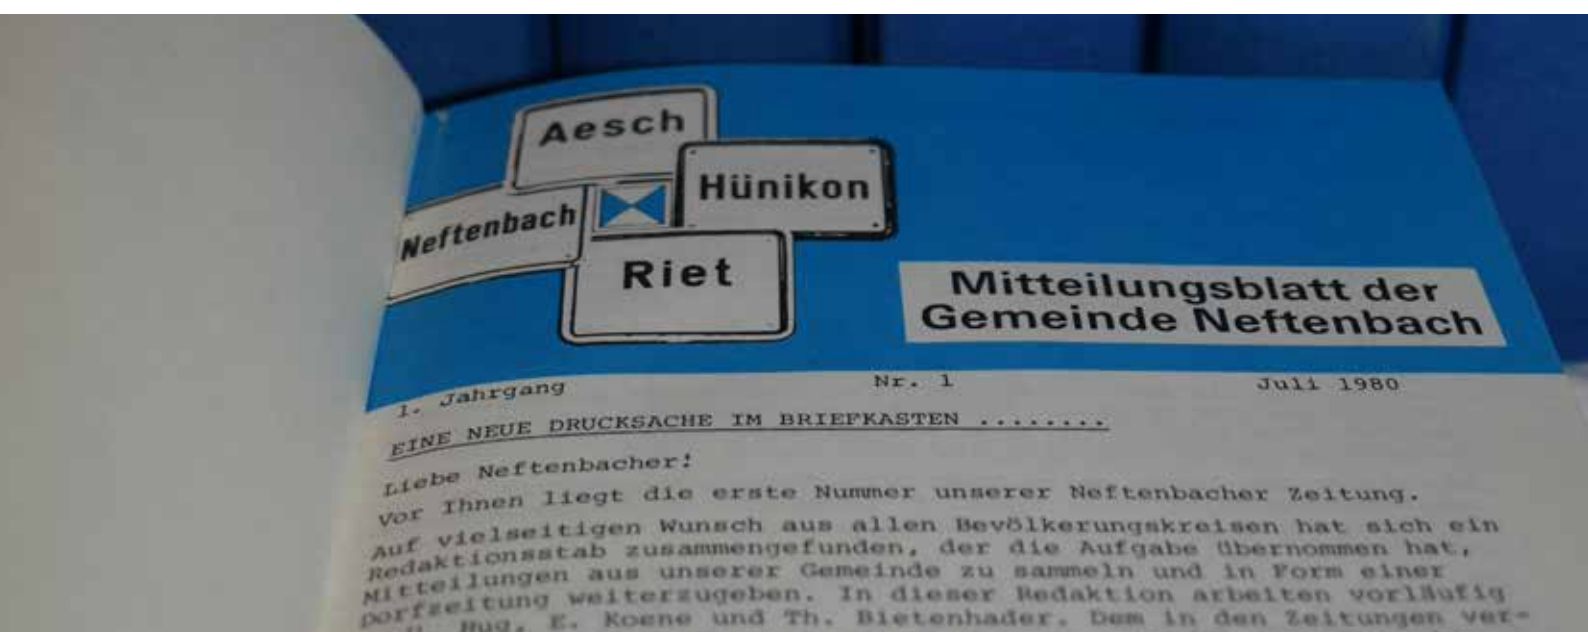 Aesch
Hünikon
Neftenbach
Riet
Mitteilungsblatt der
Gemeinde Neftenbach
1. Jahrgang Nr. 1 Juli 1980
EINE NEUE DRUCKSACHE IM BRIEFKASTEN ........
Liebe Neftenbacher!
Vor Ihnen liegt die erste Nummer unserer Neftenbacher Zeitung.
Auf vielseitigen Wunsch aus allen Bevölkerungskreisen hat sich ein
Redaktionsstab zusammengefunden, der die Aufgabe übernommen hat,
Mitteilungen aus unserer Gemeinde zu sammeln und in Form einer
Dorfzeitung weiterzugeben. In dieser Redaktion arbeiten vorläufig
Hug, E. Koene und Th. Bietenhader. Dem in den Zeitungen ver-